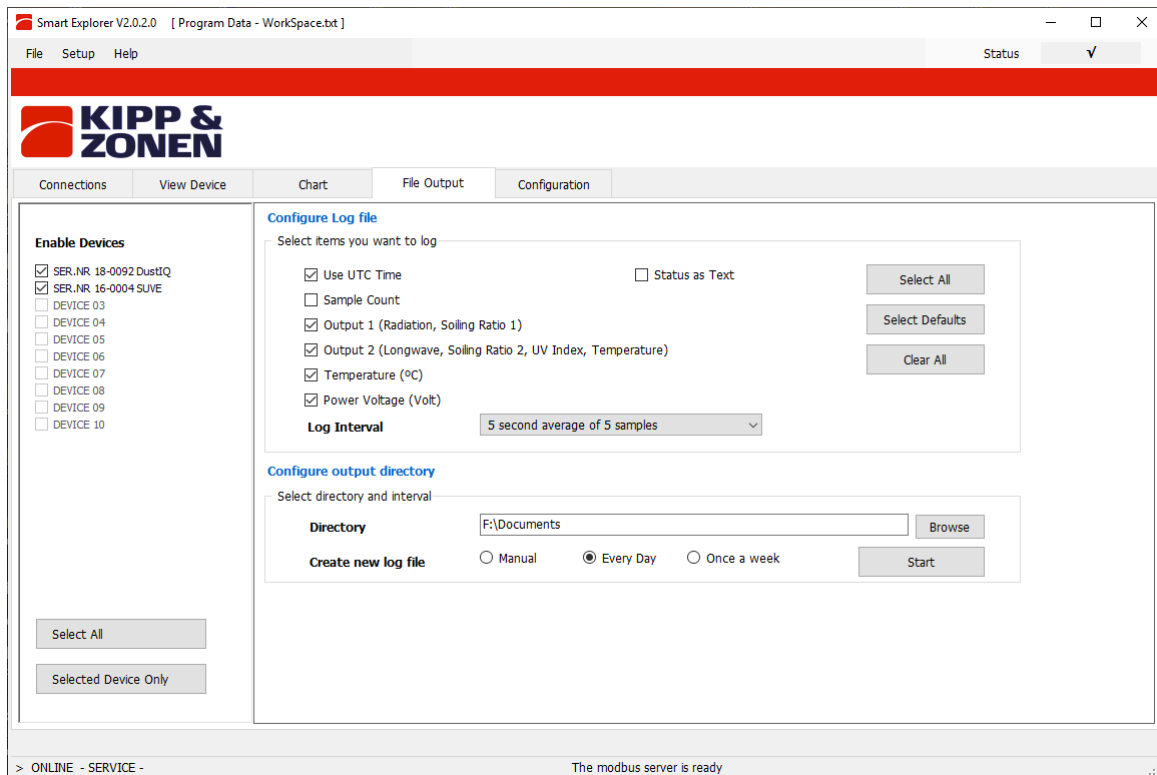 Smart Explorer V2.0.2.0 [ Program Data - WorkSpace.txt ]
File Setup Help Status √
KIPP &
ZONEN
Connections View Device Chart File Output Configuration
Enable Devices
SER.NR 18-0092 DustIQ
SER.NR 16-0004 SUVE
DEVICE 03
DEVICE 04
DEVICE 05
DEVICE 06
DEVICE 07
DEVICE 08
DEVICE 09
DEVICE 10
Select All
Selected Device Only
Configure Log file
Select items you want to log
Use UTC Time Status as Text Select All
Sample Count
Output 1 (Radiation, Soiling Ratio 1) Select Defaults
Output 2 (Longwave, Soiling Ratio 2, UV Index, Temperature) Clear All
Temperature (ºC)
Power Voltage (Volt)
Log Interval 5 second average of 5 samples
Configure output directory
Select directory and interval
Directory F:\Documents Browse
Create new log file Manual Every Day Once a week Start
> ONLINE - SERVICE - The modbus server is ready